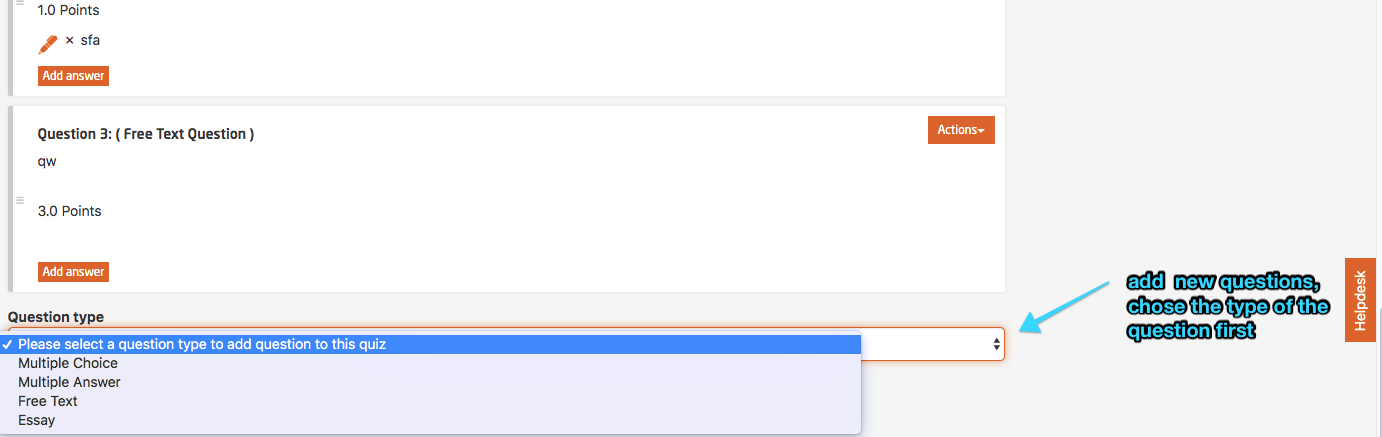 1.0 Points
× sfa
Add answer
Question 3: ( Free Text Question )
Actions
qw
3.0 Points
Add answer
add  new questions,
chose the type of the
question first
Helpdesk
Question type
✓ Please select a question type to add question to this quiz
Multiple Choice
Multiple Answer
Free Text
Essay